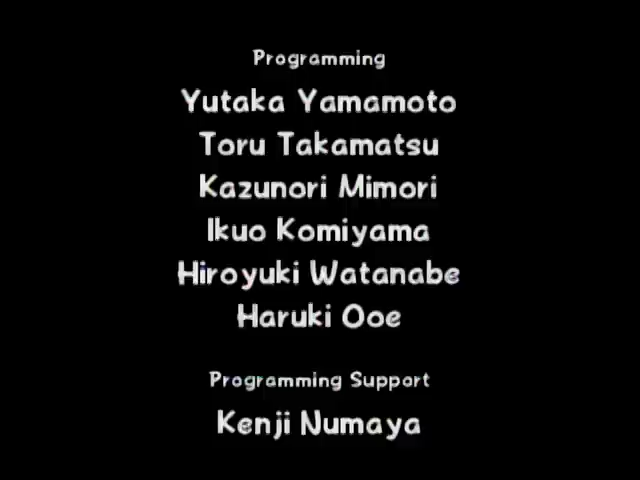 Programming
Yutaka Yamamoto
Toru Takamatsu
Kazunori Mimori
Ikuo Komiyama
Hiroyuki Watanabe
Haruki Ooe
Programming Support
Kenji Numaya